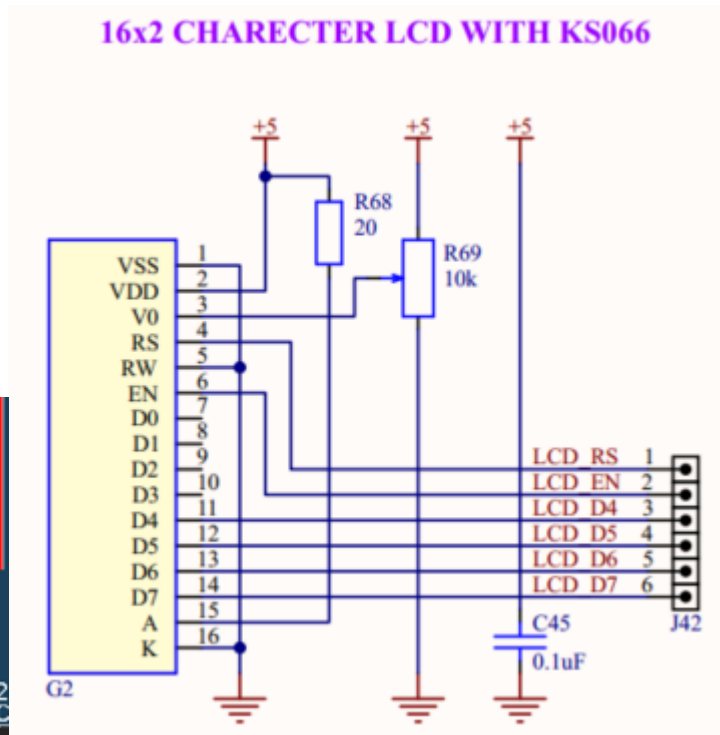 16x2 CHARECTER LCD WITH KS066
+5 +5 +5
R68
20
R69
10k
VSS 1
VDD 2
V0 3
RS 4
RW 5
EN 6
D0 7
D1 8
D2 9
D3 10
D4 11
D5 12
D6 13
D7 14
A 15
K 16
G2
LCD_RS 1
LCD_EN 2
LCD_D4 3
LCD_D5 4
LCD_D6 5
LCD_D7 6
J42
C45
0.1uF